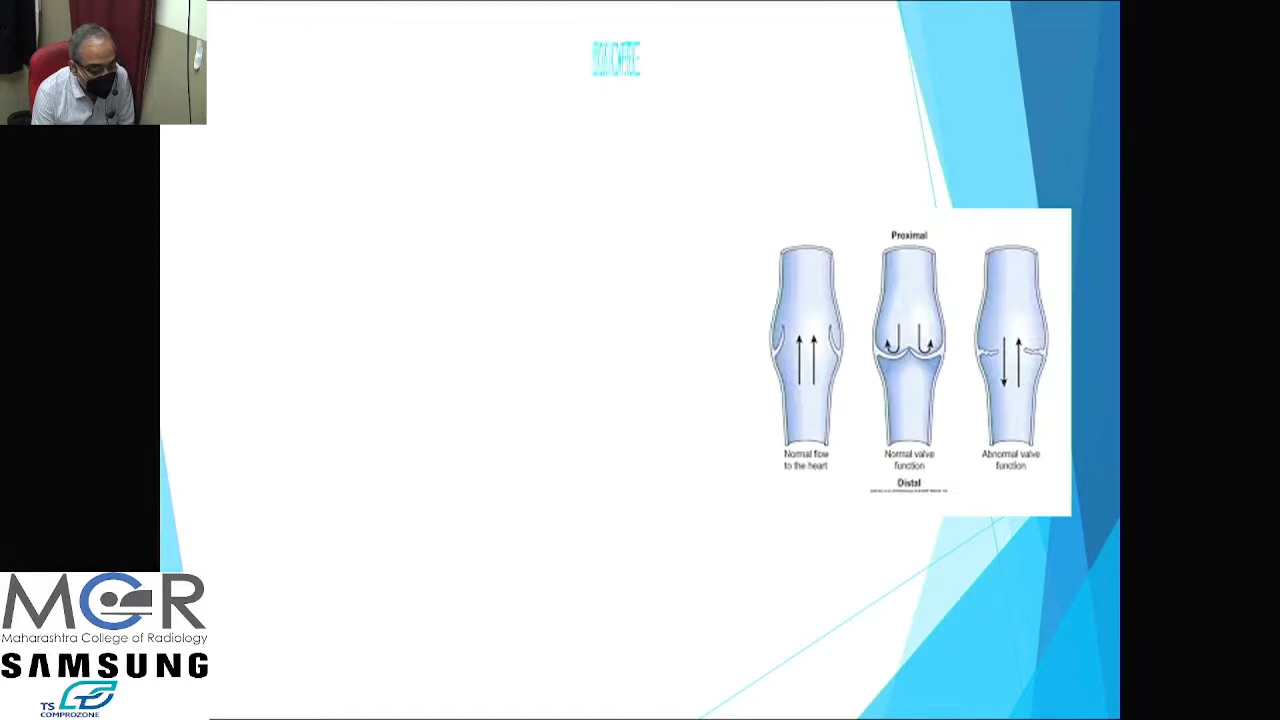 Proximal
Normal flow
to the heart
Normal valve
function
Abnormal valve
function
Distal
MCR
Maharashtra College of Radiology
SAMSUNG
TS
COMPROZONE